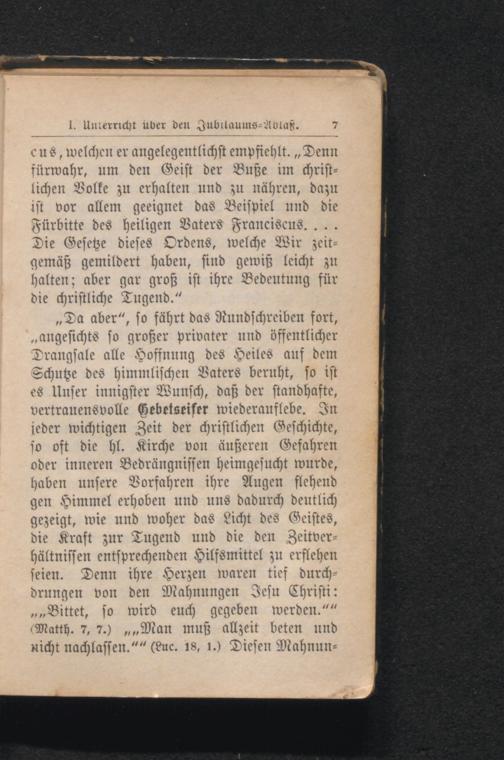 I. Unterricht über den Jubiläums-Ablaß. 7
cus, welchen er angelegentlichst empfiehlt. „Denn
fürwahr, um den Geist der Buße im christ-
lichen Volke zu erhalten und zu nähren, dazu
ist vor allem geeignet das Beispiel und die
Fürbitte des heiligen Vaters Franciscus. . . .
Die Gesetze dieses Ordens, welche Wir zeit-
gemäß gemildert haben, sind gewiß leicht zu
halten; aber gar groß ist ihre Bedeutung für
die christliche Tugend.“
„Da aber“, so fährt das Rundschreiben fort,
„angesichts so großer privater und öffentlicher
Drangsale alle Hoffnung des Heiles auf dem
Schutze des himmlischen Vaters beruht, so ist
es Unser innigster Wunsch, daß der standhafte,
vertrauensvolle Gebetseifer wiederauflebe. In
jeder wichtigen Zeit der christlichen Geschichte,
so oft die hl. Kirche von äußeren Gefahren
oder inneren Bedrängnissen heimgesucht wurde,
haben unsere Vorfahren ihre Augen flehend
gen Himmel erhoben und uns dadurch deutlich
gezeigt, wie und woher das Licht des Geistes,
die Kraft zur Tugend und die den Zeitver-
hältnissen entsprechenden Hilfsmittel zu erflehen
seien. Denn ihre Herzen waren tief durch-
drungen von den Mahnungen Jesu Christi:
„„Bittet, so wird euch gegeben werden.““
(Matth. 7, 7.) „„Man muß allzeit beten und
nicht nachlassen.““ (Luc. 18, 1.) Diesen Mahnun-